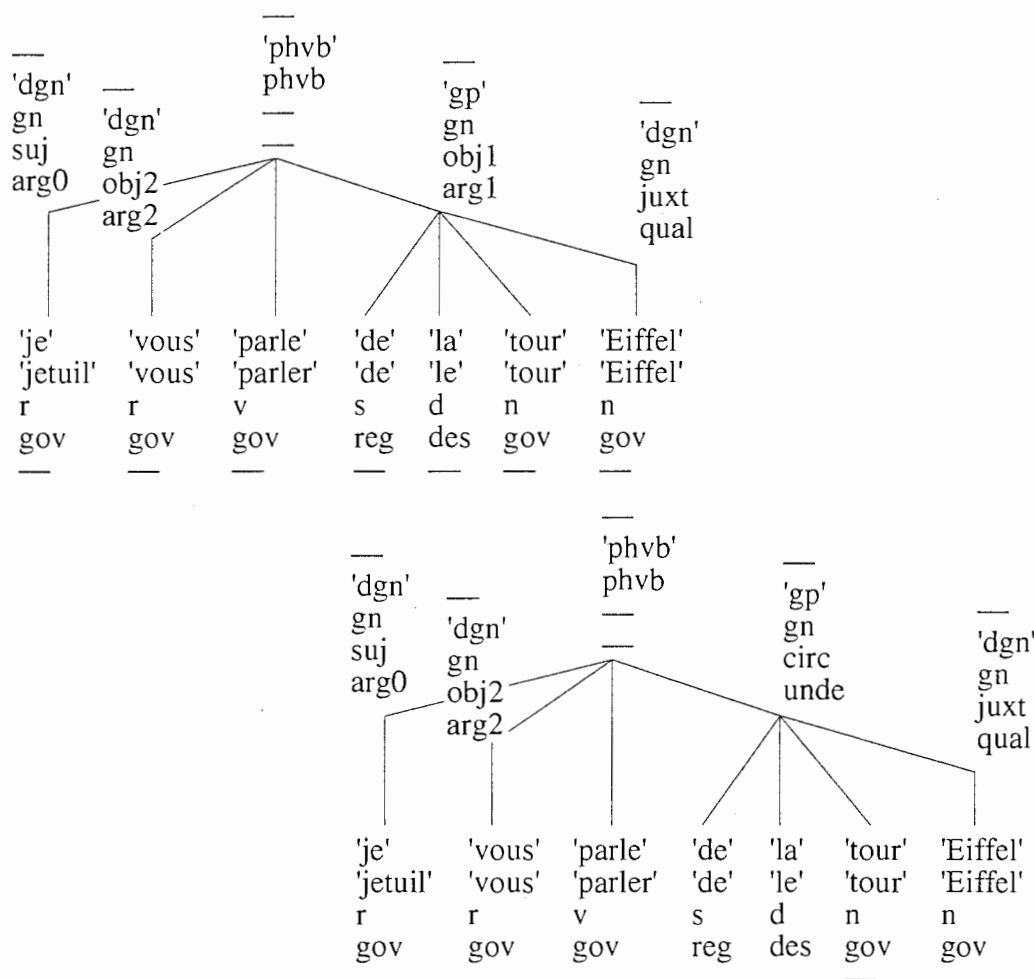 'phvb'
phvb
'dgn'
gn
suj
arg0
'dgn'
gn
obj2
arg2
'gp'
gn
obj1
arg1
'dgn'
gn
juxt
qual
'je' 'vous' 'parle' 'de' 'la' 'tour' 'Eiffel'
'jetuil' 'vous' 'parler' 'de' 'le' 'tour' 'Eiffel'
r r v s d n n
gov gov gov reg des gov gov
'phvb'
phvb
'dgn'
gn
suj
arg0
'dgn'
gn
obj2
arg2
'gp'
gn
circ
unde
'dgn'
gn
juxt
qual
'je' 'vous' 'parle' 'de' 'la' 'tour' 'Eiffel'
'jetuil' 'vous' 'parler' 'de' 'le' 'tour' 'Eiffel'
r r v s d n n
gov gov gov reg des gov gov